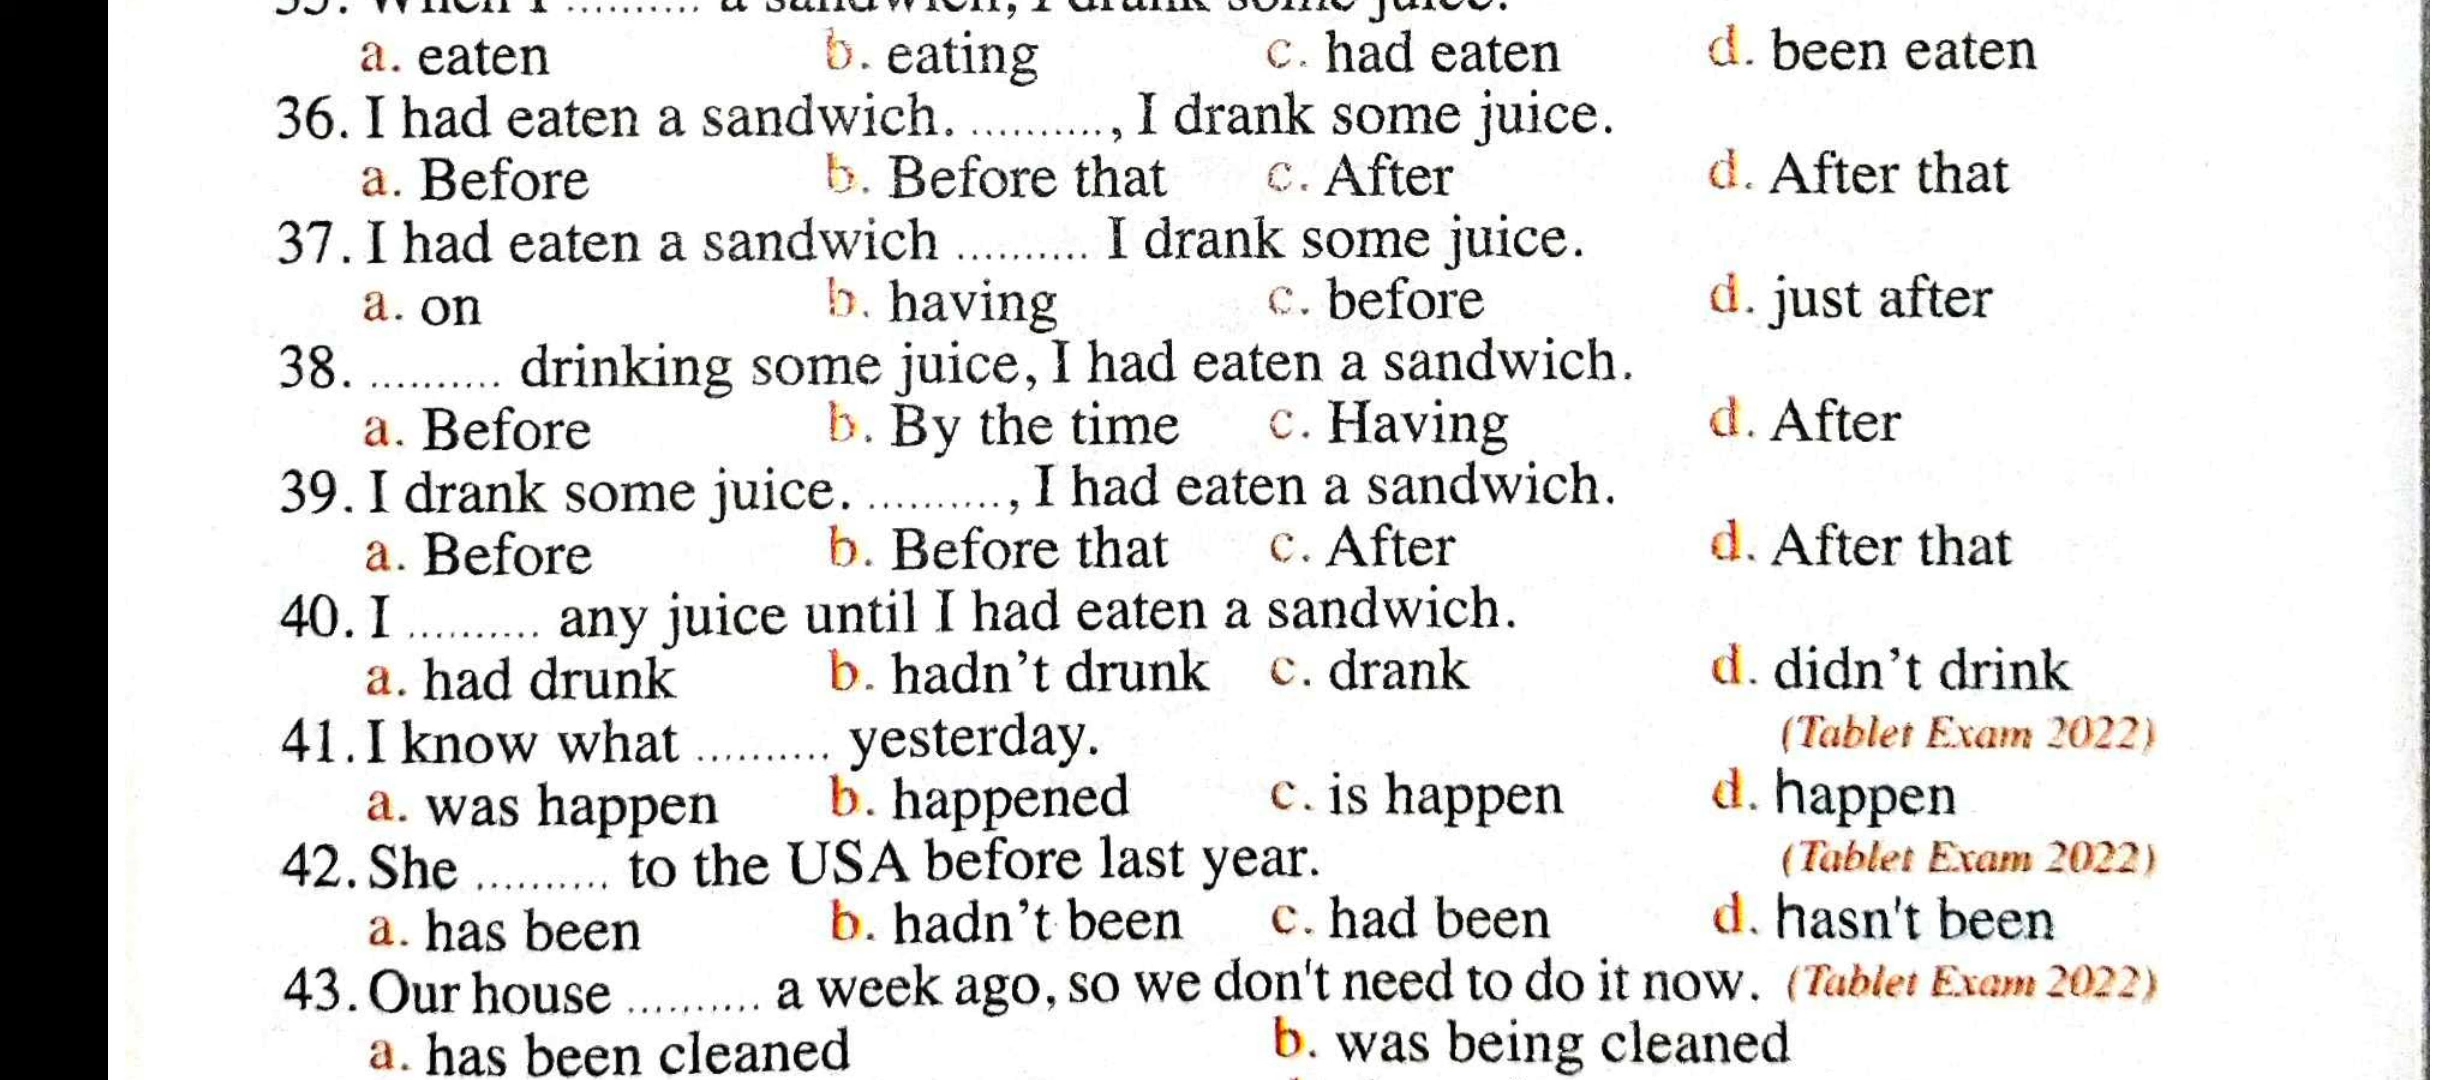 35. When I .......... a sandwich, I drank some juice.
a. eaten b. eating c. had eaten d. been eaten
36. I had eaten a sandwich. .........., I drank some juice.
a. Before b. Before that c. After d. After that
37. I had eaten a sandwich .......... I drank some juice.
a. on b. having c. before d. just after
38. .......... drinking some juice, I had eaten a sandwich.
a. Before b. By the time c. Having d. After
39. I drank some juice. .........., I had eaten a sandwich.
a. Before b. Before that c. After d. After that
40. I .......... any juice until I had eaten a sandwich.
a. had drunk b. hadn’t drunk c. drank d. didn’t drink
41. I know what .......... yesterday. (Tablet Exam 2022)
a. was happen b. happened c. is happen d. happen
42. She .......... to the USA before last year. (Tablet Exam 2022)
a. has been b. hadn’t been c. had been d. hasn't been
43. Our house .......... a week ago, so we don't need to do it now. (Tablet Exam 2022)
a. has been cleaned b. was being cleaned